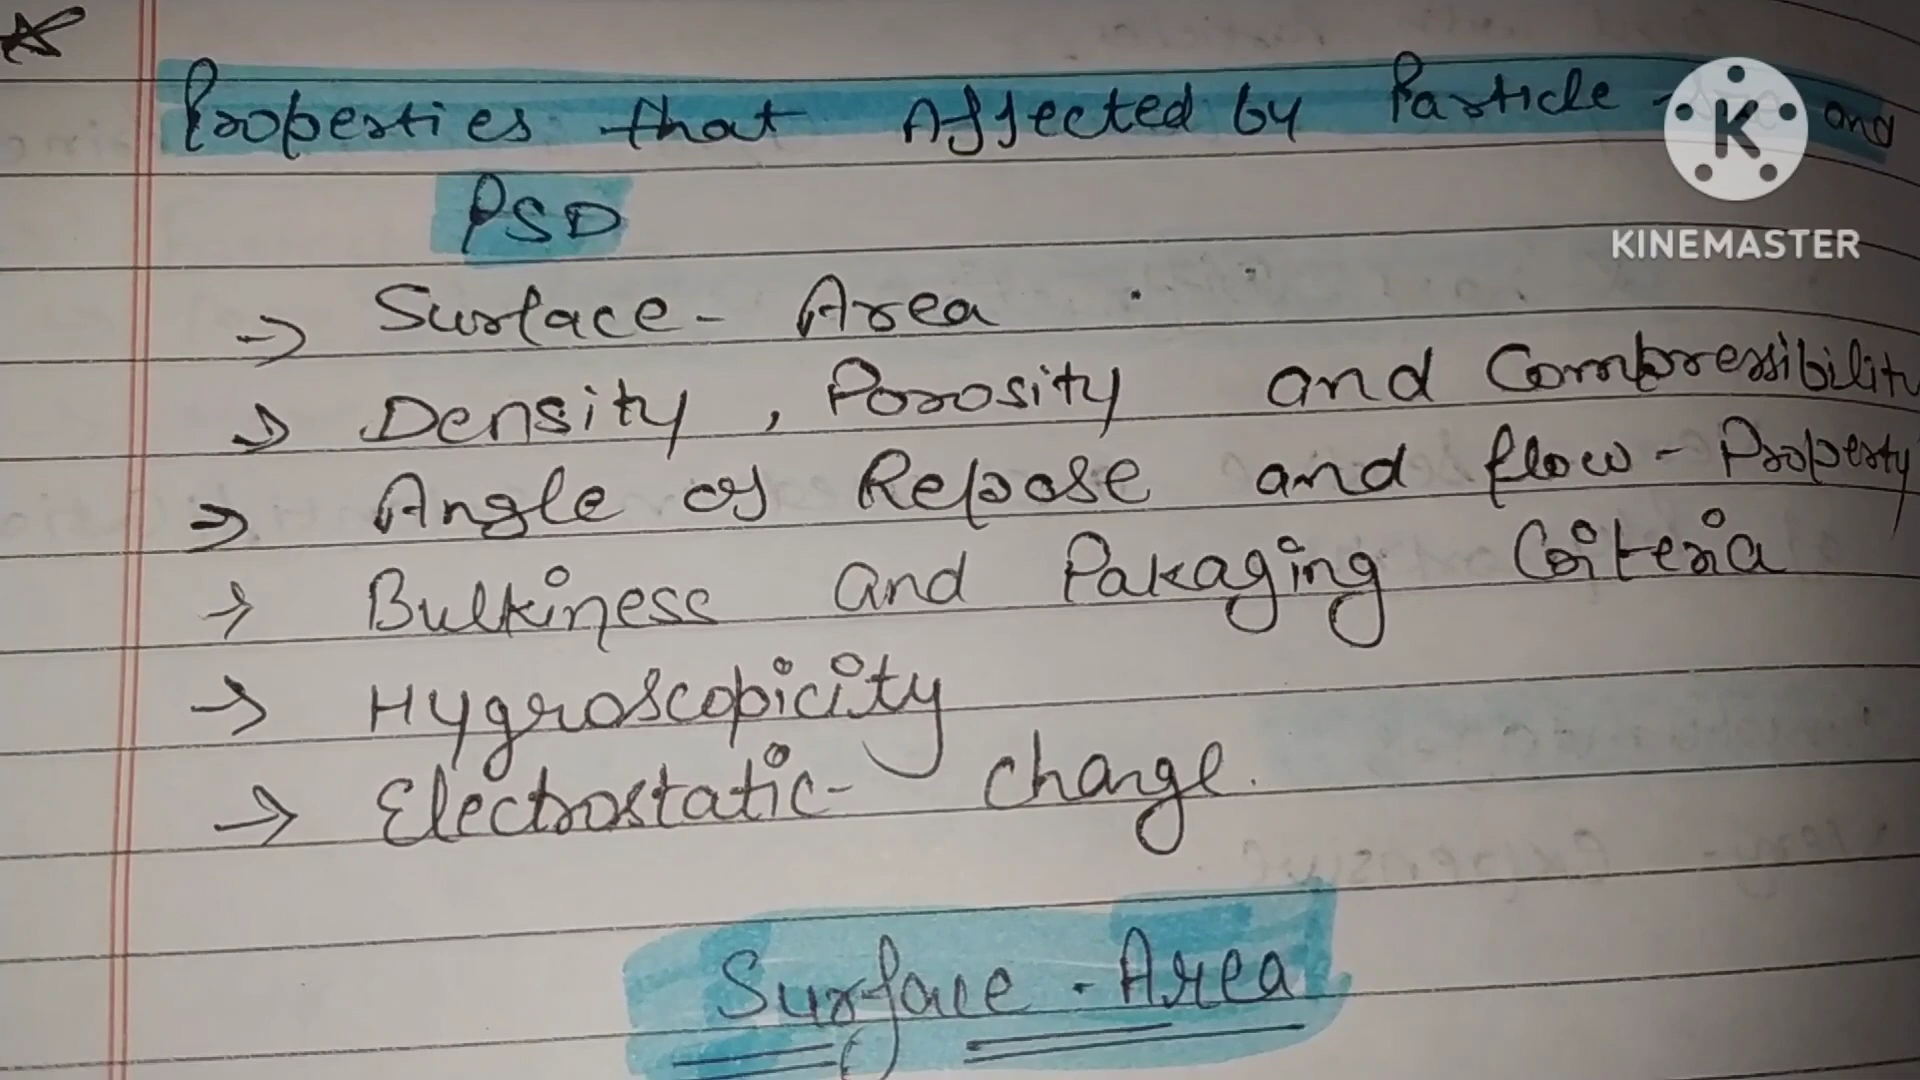 Properties that Affected by Particle and
PSD
KINEMASTER
→ Surface - Area
→ Density, Porosity and Compressibility
→ Angle of Repose and flow - Property
→ Bulkiness and Pakaging Criteria
→ Hygroscopicity
→ Electrostatic - charge.
Surface - Area